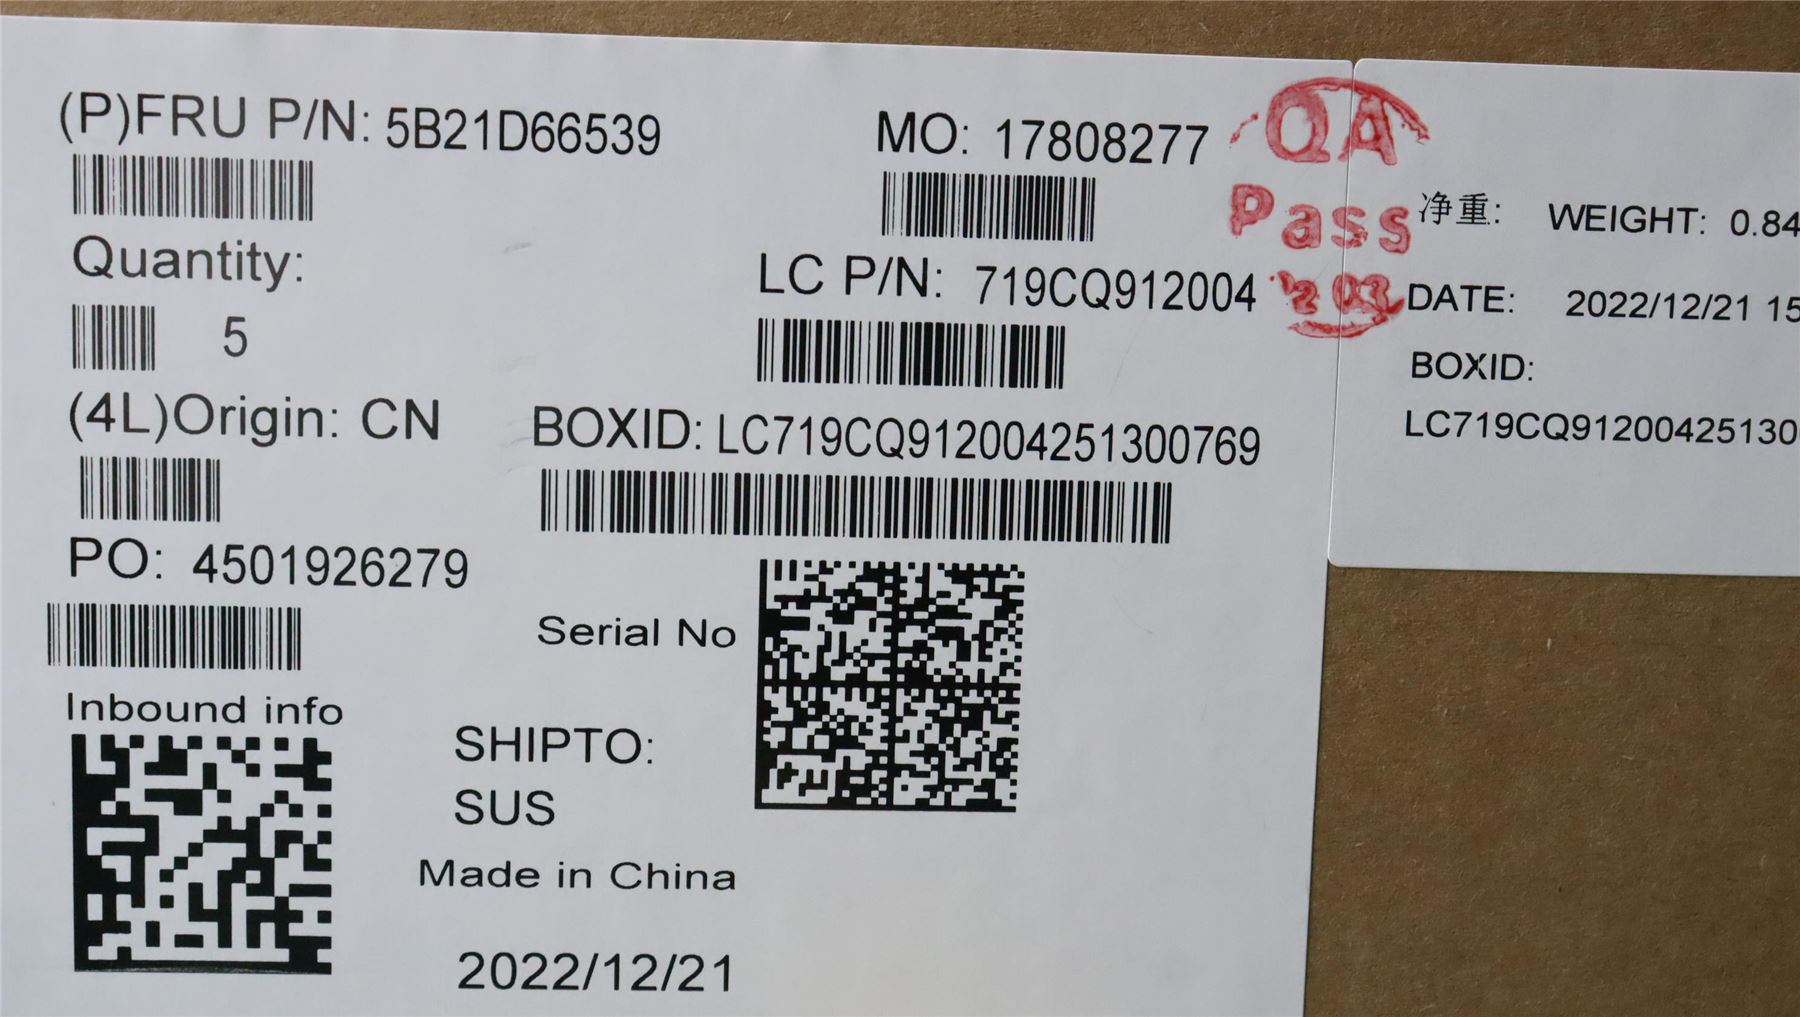 (P)FRU P/N: 5B21D66539
MO: 17808277
Quantity:
5
LC P/N: 719CQ912004
(4L)Origin: CN
BOXID: LC719CQ912004251300769
PO: 4501926279
Serial No
Inbound info
SHIPTO:
SUS
Made in China
2022/12/21
QA
Pass
净重: WEIGHT: 0.84
DATE: 2022/12/21 15
BOXID:
LC719CQ91200425130